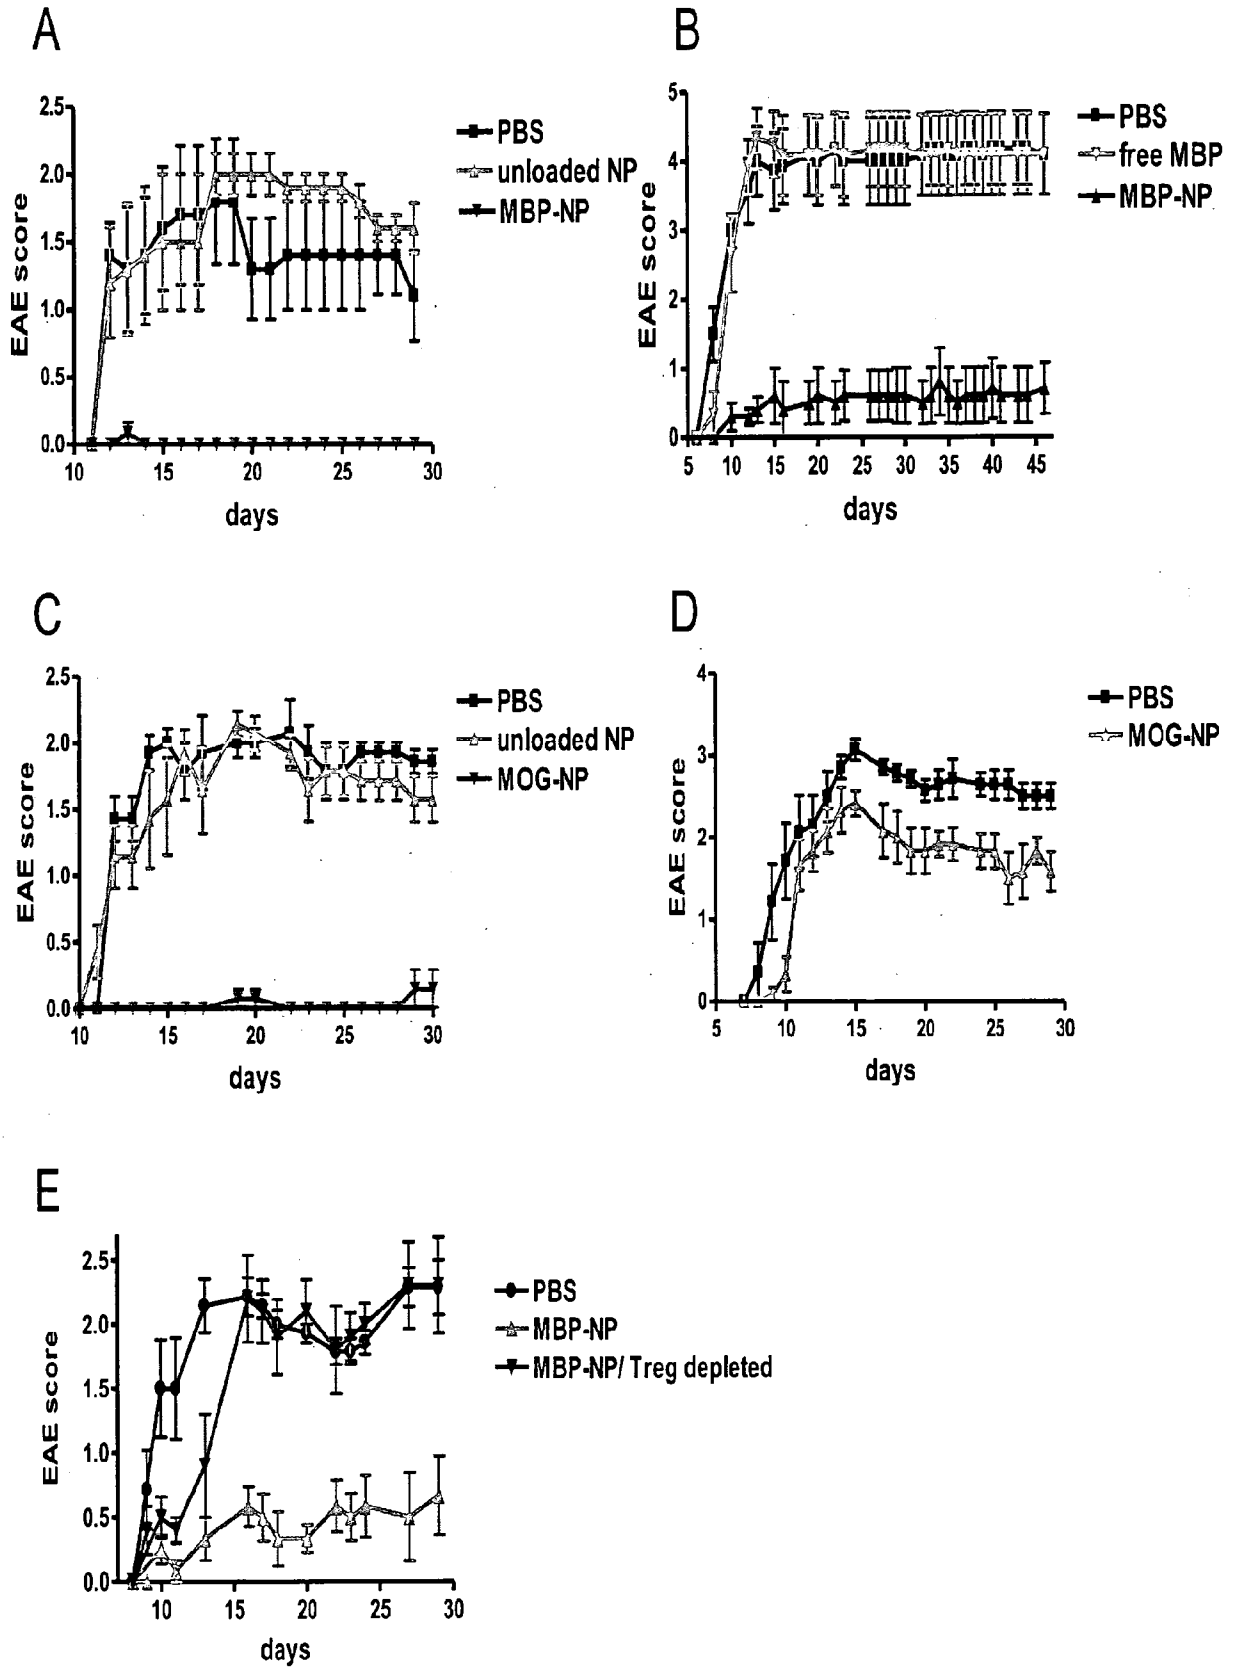 A
2.5
2.0
1.5
1.0
0.5
0.0
10 15 20 25 30
EAE score
days
PBS
unloaded NP
MBP-NP
B
5
4
3
2
1
0
5 10 15 20 25 30 35 40 45
EAE score
days
PBS
free MBP
MBP-NP
C
2.5
2.0
1.5
1.0
0.5
0.0
10 15 20 25 30
EAE score
days
PBS
unloaded NP
MOG-NP
D
4
3
2
1
0
5 10 15 20 25 30
EAE score
days
PBS
MOG-NP
E
2.5
2.0
1.5
1.0
0.5
0.0
10 15 20 25 30
EAE score
days
PBS
MBP-NP
MBP-NP/ Treg depleted